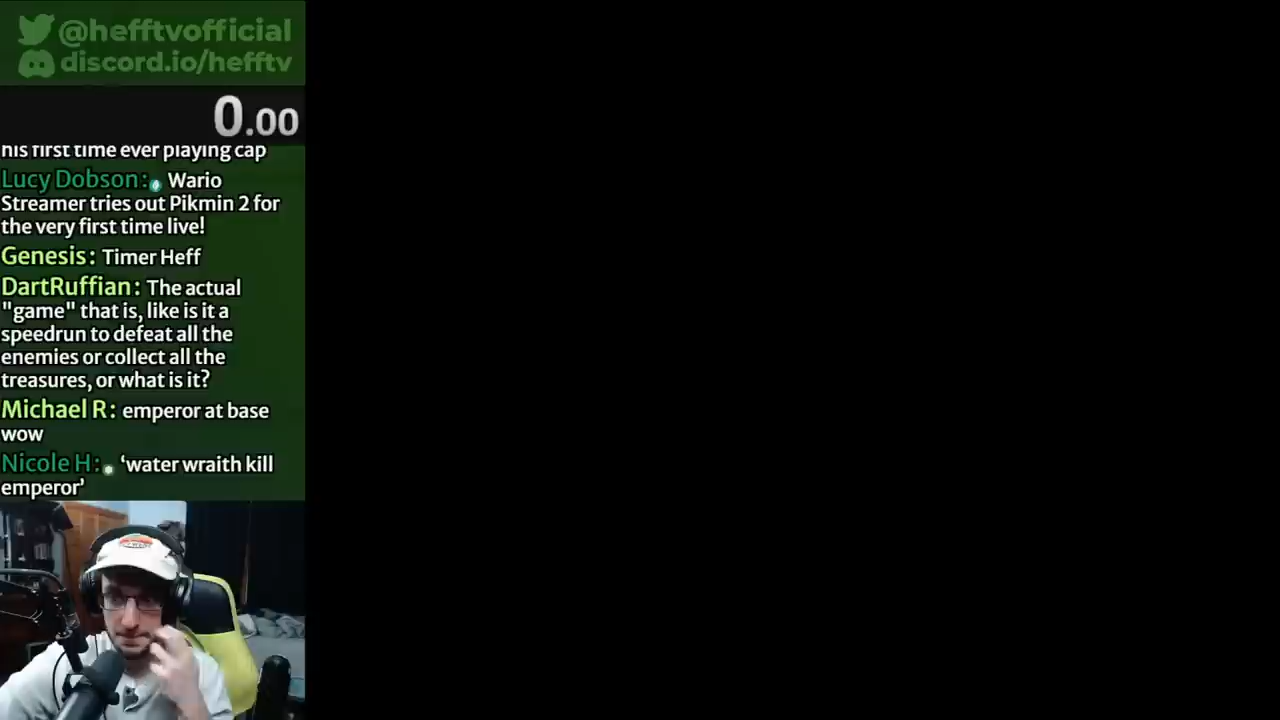 @hefftvofficial
discord.io/hefftv
0.00
his first time ever playing cap
Lucy Dobson: Wario
Streamer tries out Pikmin 2 for
the very first time live!
Genesis: Timer Heff
DartRuffian: The actual
"game" that is, like is it a
speedrun to defeat all the
enemies or collect all the
treasures, or what is it?
Michael R: emperor at base
wow
Nicole H: ‘water wraith kill
emperor’